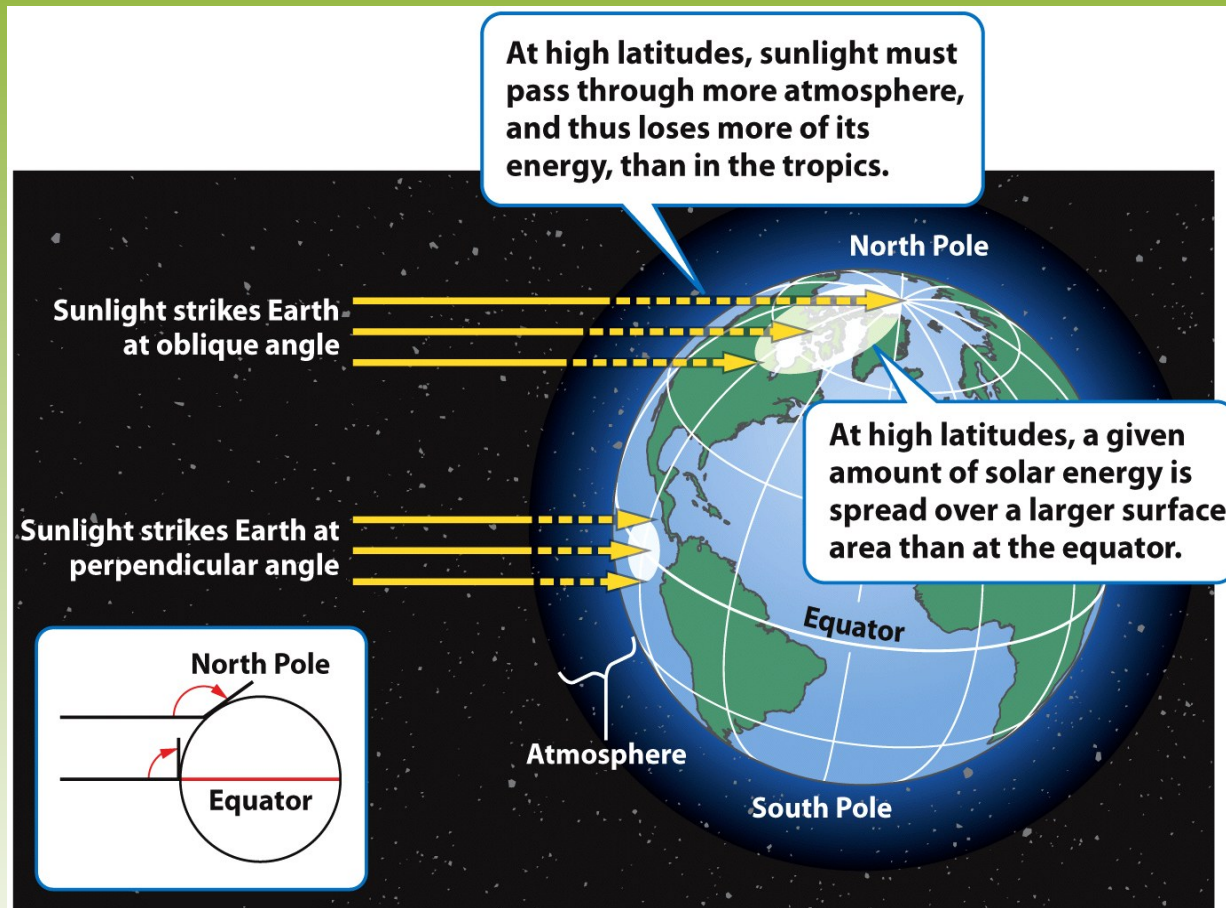 At high latitudes, sunlight must
pass through more atmosphere,
and thus loses more of its
energy, than in the tropics.
North Pole
Sunlight strikes Earth
at oblique angle
At high latitudes, a given
amount of solar energy is
spread over a larger surface
area than at the equator.
Sunlight strikes Earth at
perpendicular angle
Equator
North Pole
Equator
Atmosphere
South Pole